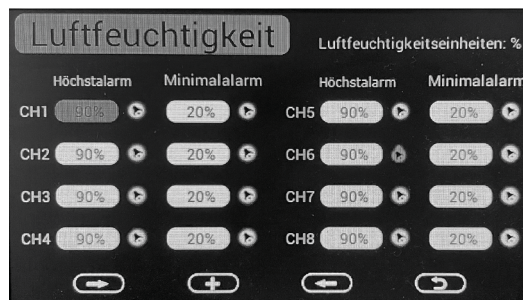 Luftfeuchtigkeit
Luftfeuchtigkeitseinheiten: %
Höchstalarm Minimalalarm Höchstalarm Minimalalarm
CH1 90% 20% CH5 90% 20%
CH2 90% 20% CH6 90% 20%
CH3 90% 20% CH7 90% 20%
CH4 90% 20% CH8 90% 20%